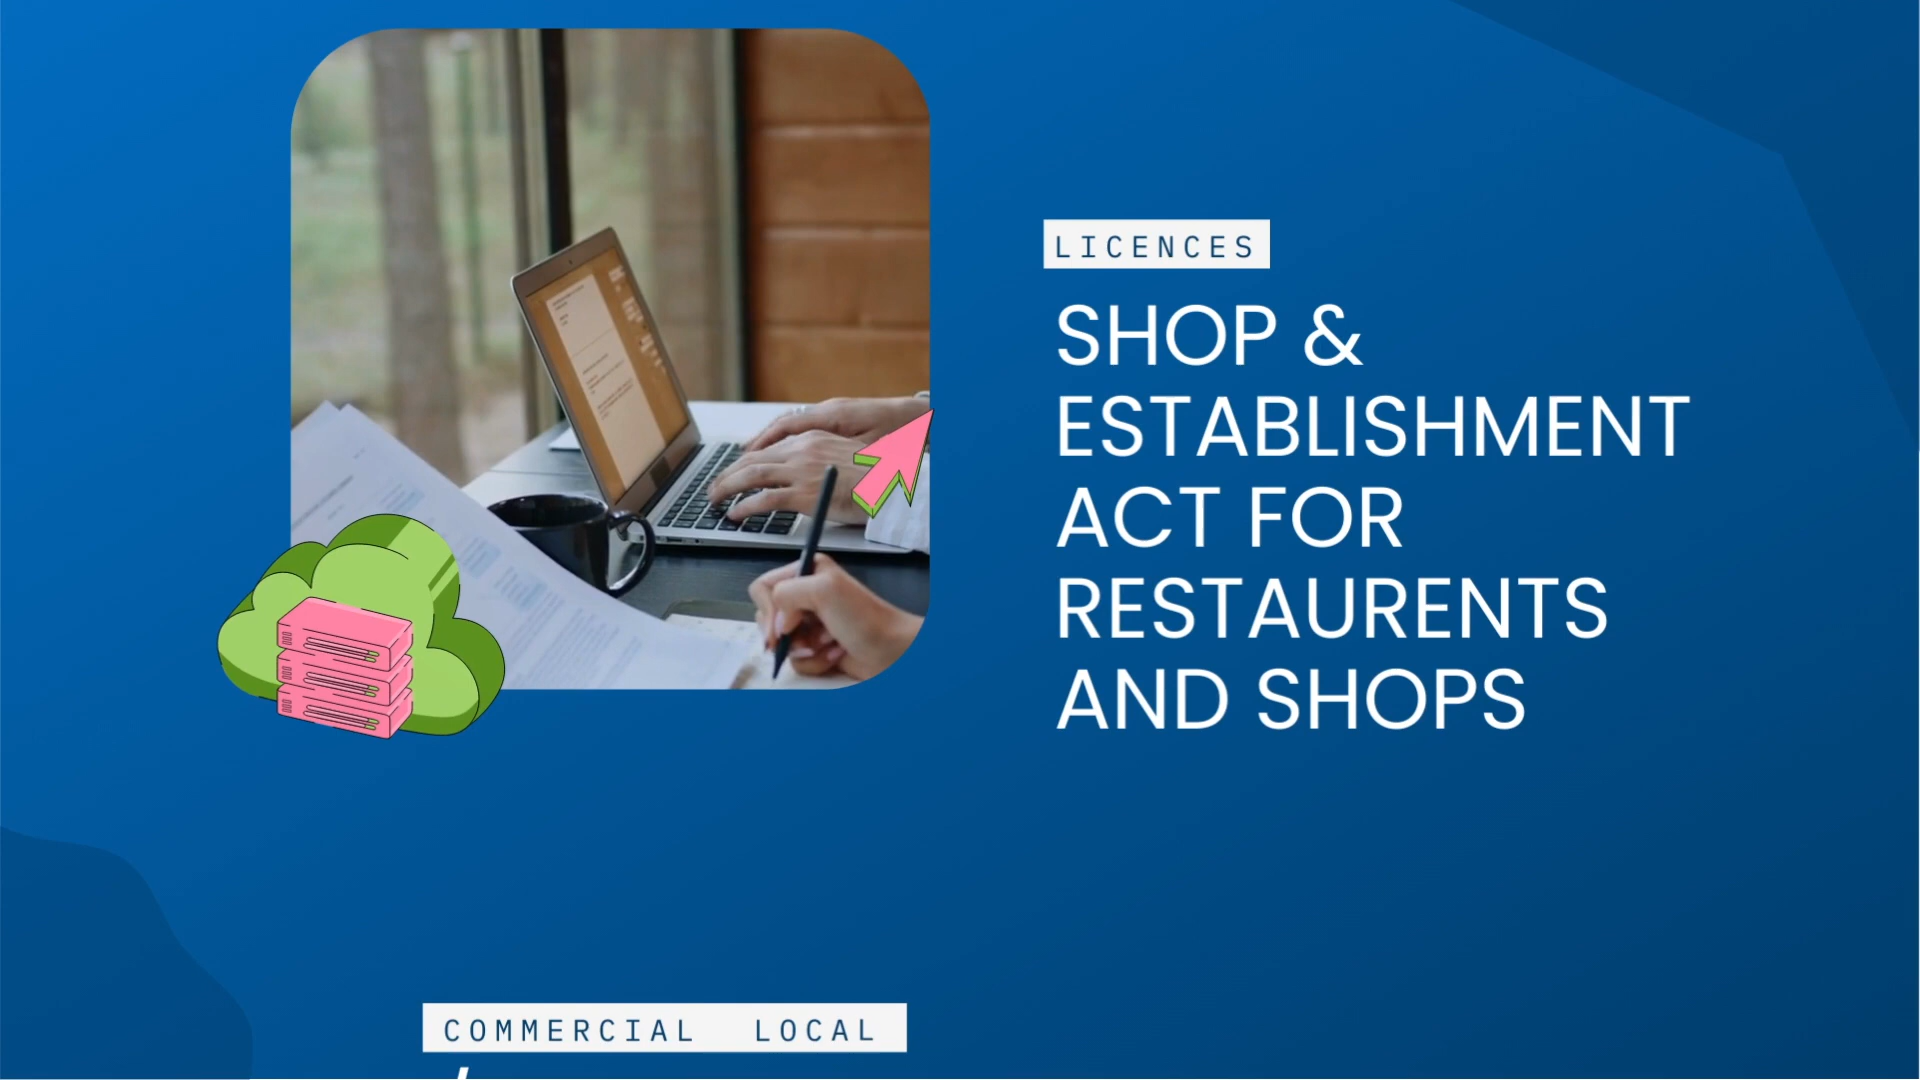 LICENCES
SHOP &
ESTABLISHMENT
ACT FOR
RESTAURENTS
AND SHOPS
COMMERCIAL LOCAL